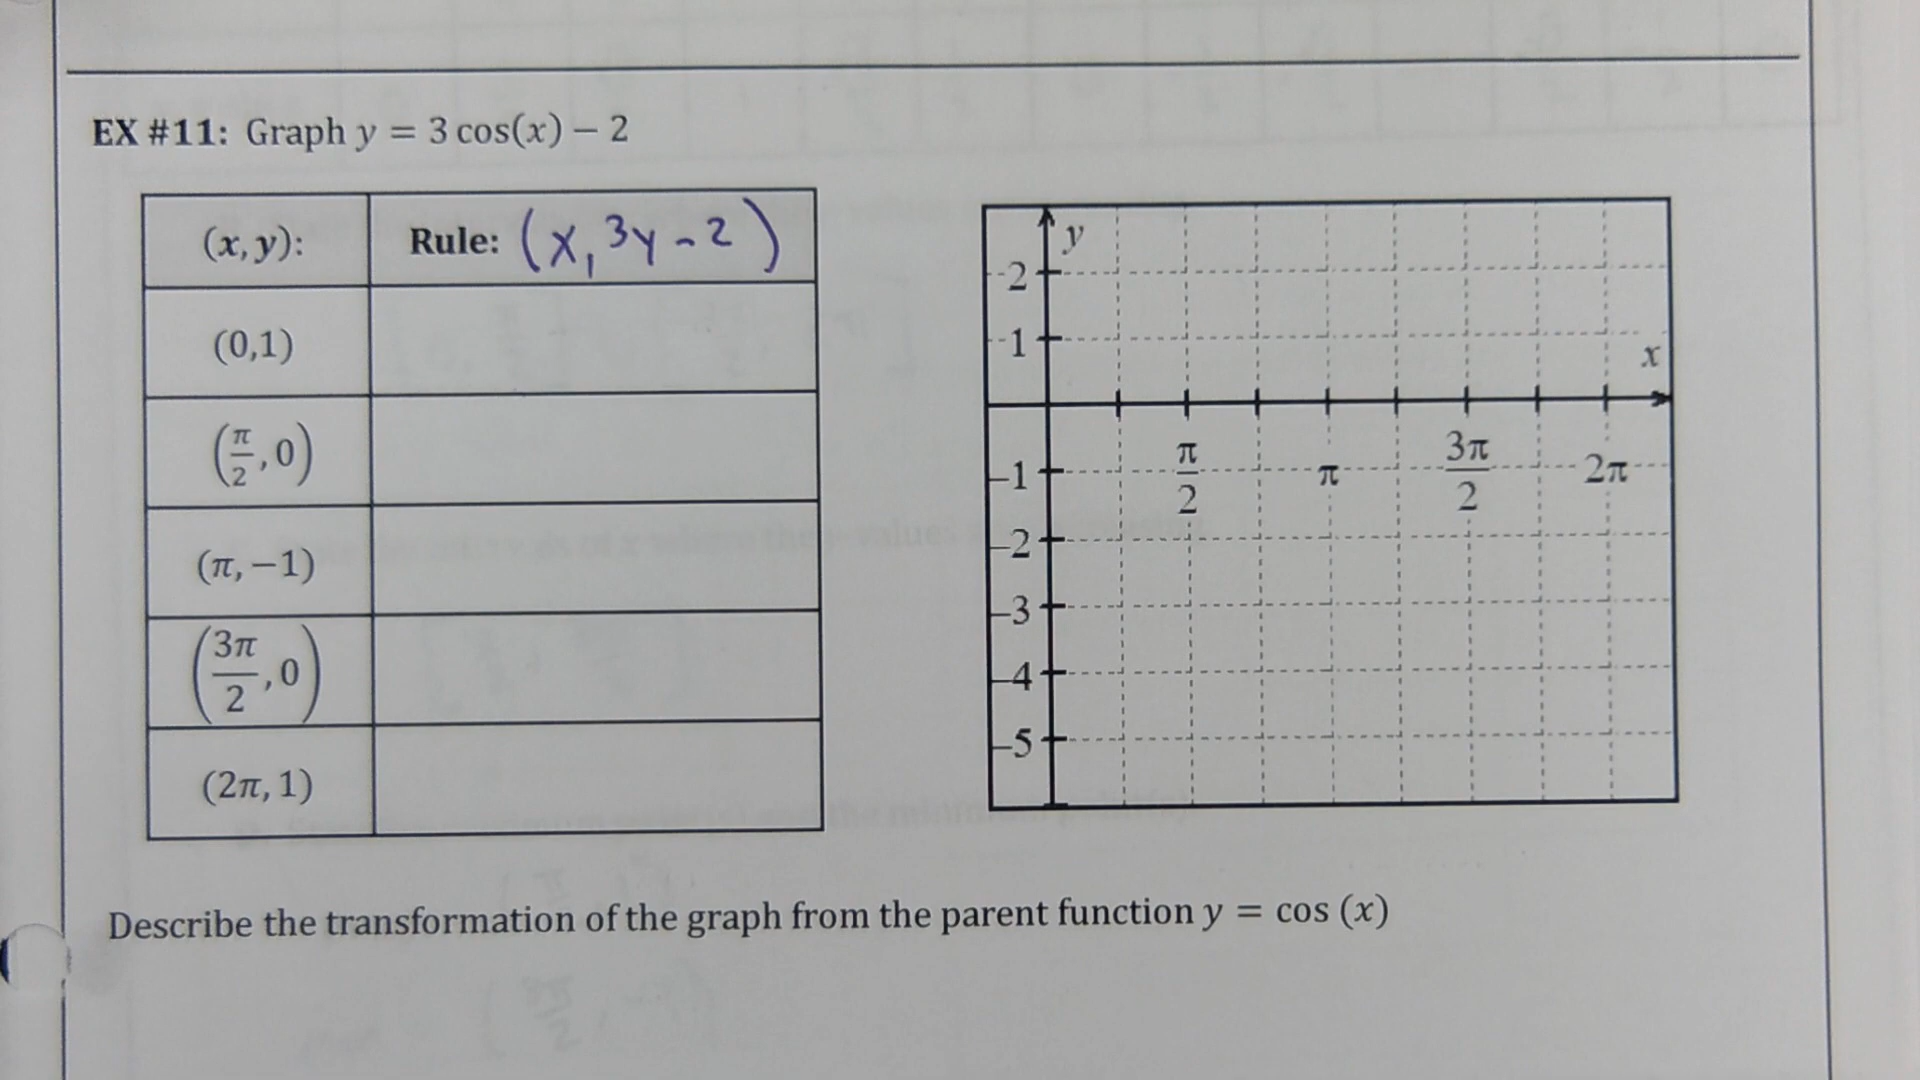 EX #11: Graph y = 3 cos(x) − 2
(x, y): Rule: (x, 3y - 2)
(0,1)
(π/2, 0)
(π, −1)
(3π/2, 0)
(2π, 1)
y
2
1
x
π/2 π 3π/2 2π
−1
−2
−3
−4
−5
Describe the transformation of the graph from the parent function y = cos (x)